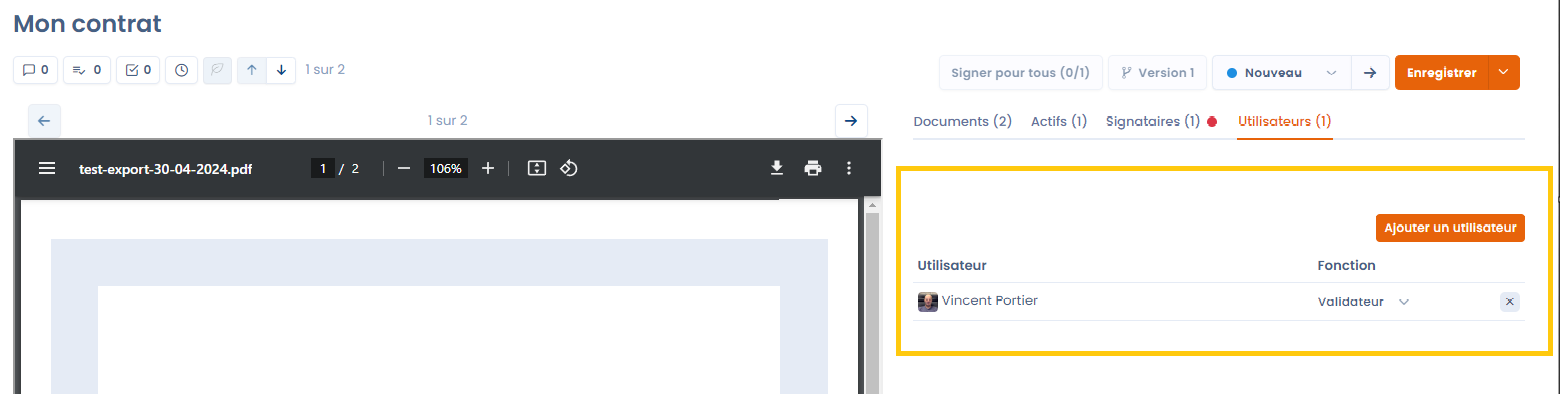 Mon contrat
0 0 0 1 sur 2
Signer pour tous (0/1) Version 1 Nouveau Enregistrer
1 sur 2
Documents (2) Actifs (1) Signataires (1) Utilisateurs (1)
test-export-30-04-2024.pdf 1 / 2 106%
Ajouter un utilisateur
Utilisateur Fonction
Vincent Portier Validateur